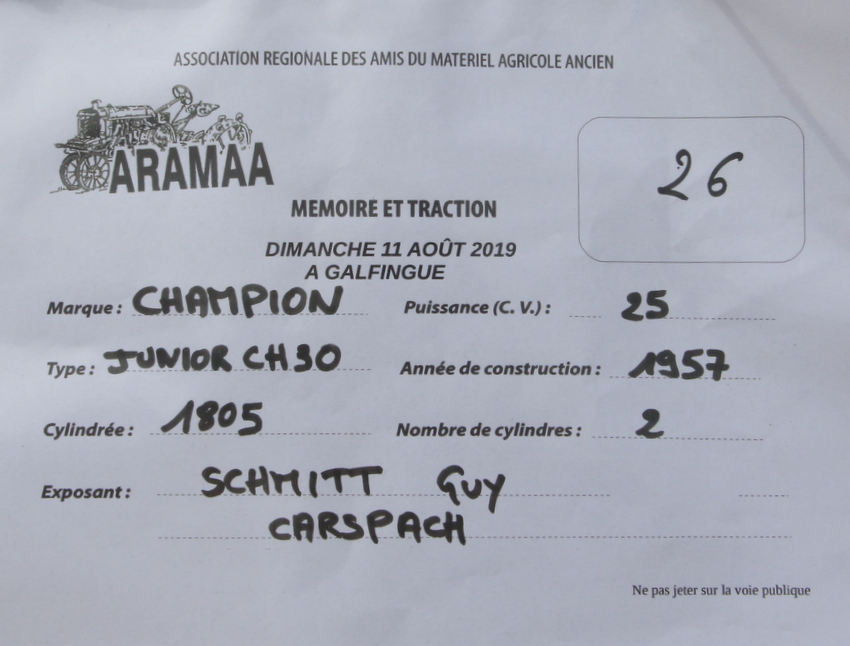 ASSOCIATION REGIONALE DES AMIS DU MATERIEL AGRICOLE ANCIEN
ARAMAA
26
MEMOIRE ET TRACTION
DIMANCHE 11 AOÛT 2019
A GALFINGUE
Marque : CHAMPION Puissance (C. V.) : 25
Type : JUNIOR CH30 Année de construction : 1957
Cylindrée : 1805 Nombre de cylindres : 2
Exposant : SCHMITT GUY
CARSPACH
Ne pas jeter sur la voie publique